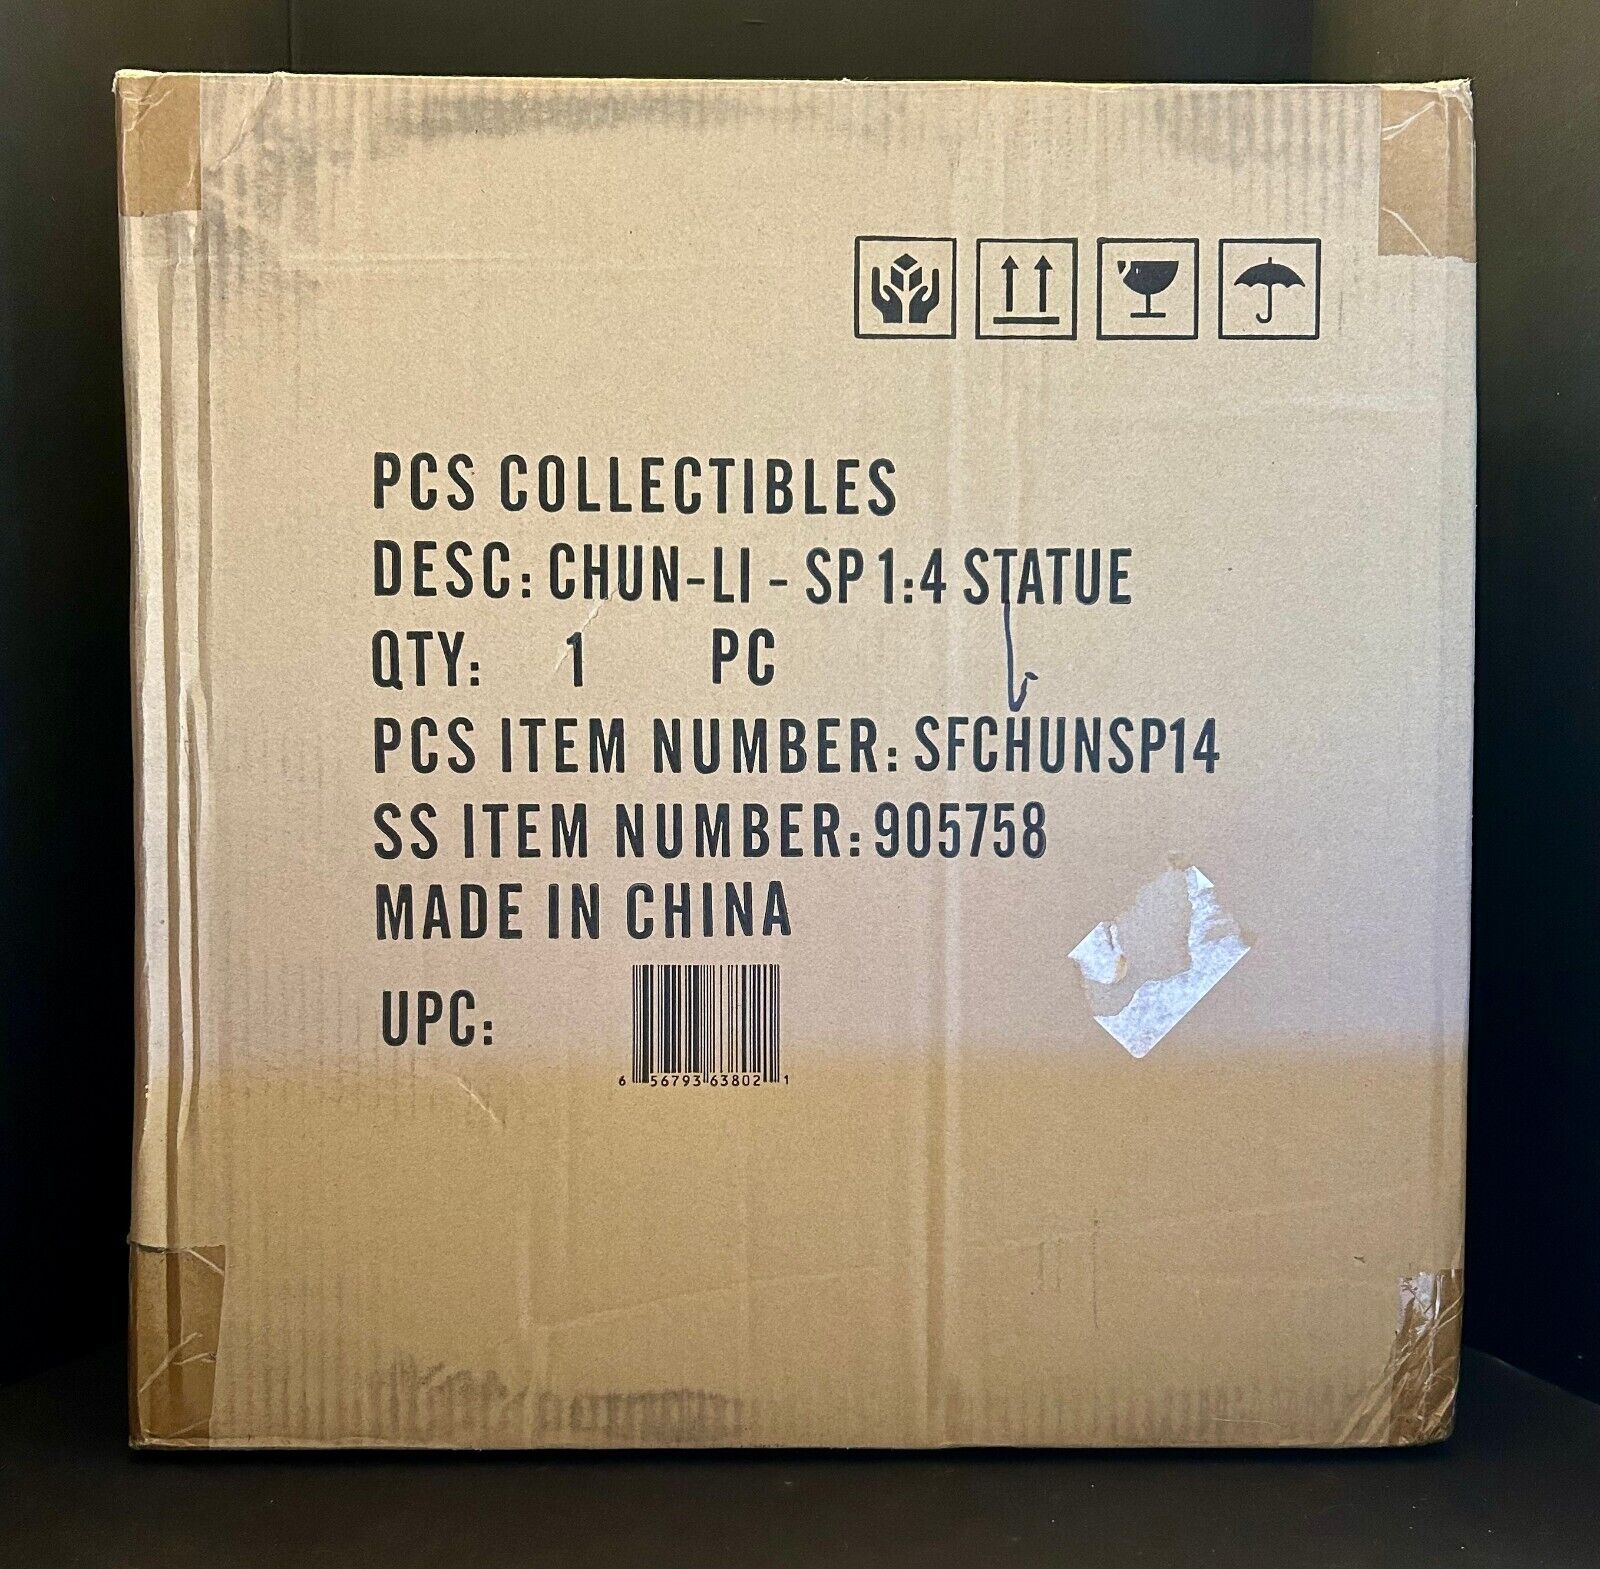 PCS COLLECTIBLES
DESC: CHUN-LI - SP 1:4 STATUE
QTY: 1 PC
PCS ITEM NUMBER: SFCHUNSP14
SS ITEM NUMBER: 905758
MADE IN CHINA
UPC:
6 56793 63802 1